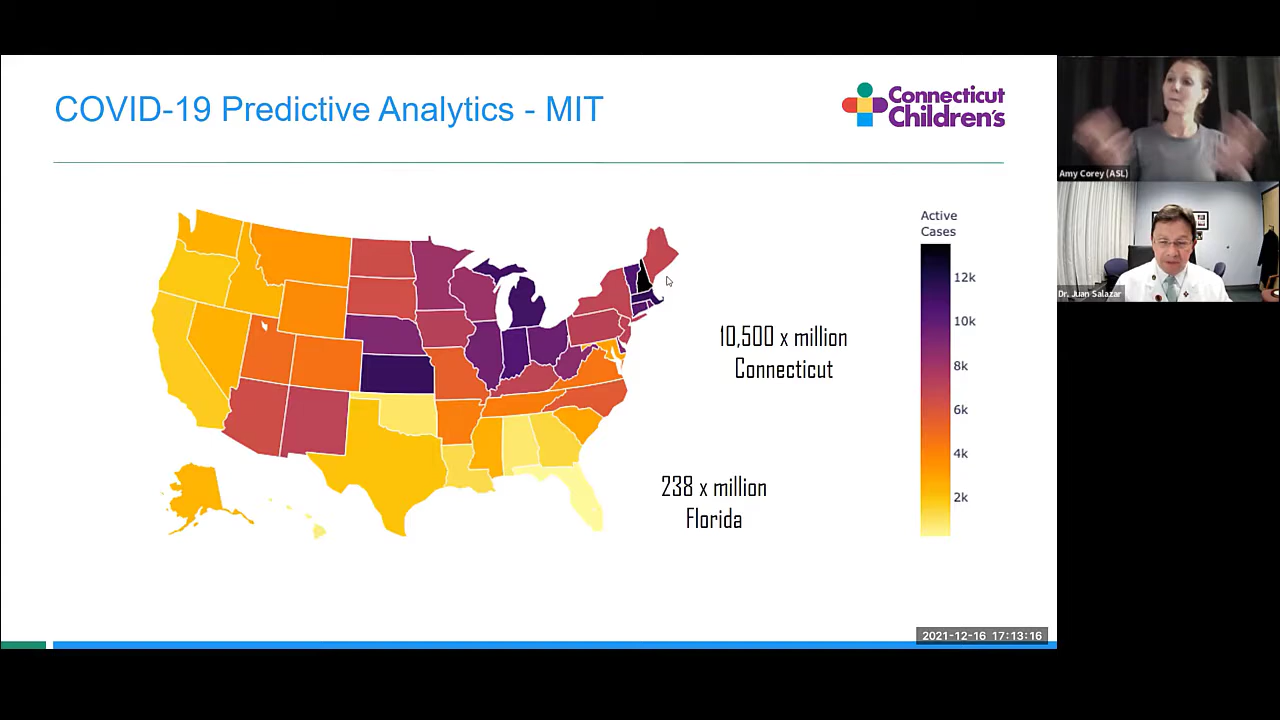 COVID-19 Predictive Analytics - MIT
Connecticut
Children's
Amy Corey (ASL)
Dr. Juan Salazar
Active
Cases
12k
10k
8k
6k
4k
2k
10,500 x million
Connecticut
238 x million
Florida
2021-12-16 17:13:16